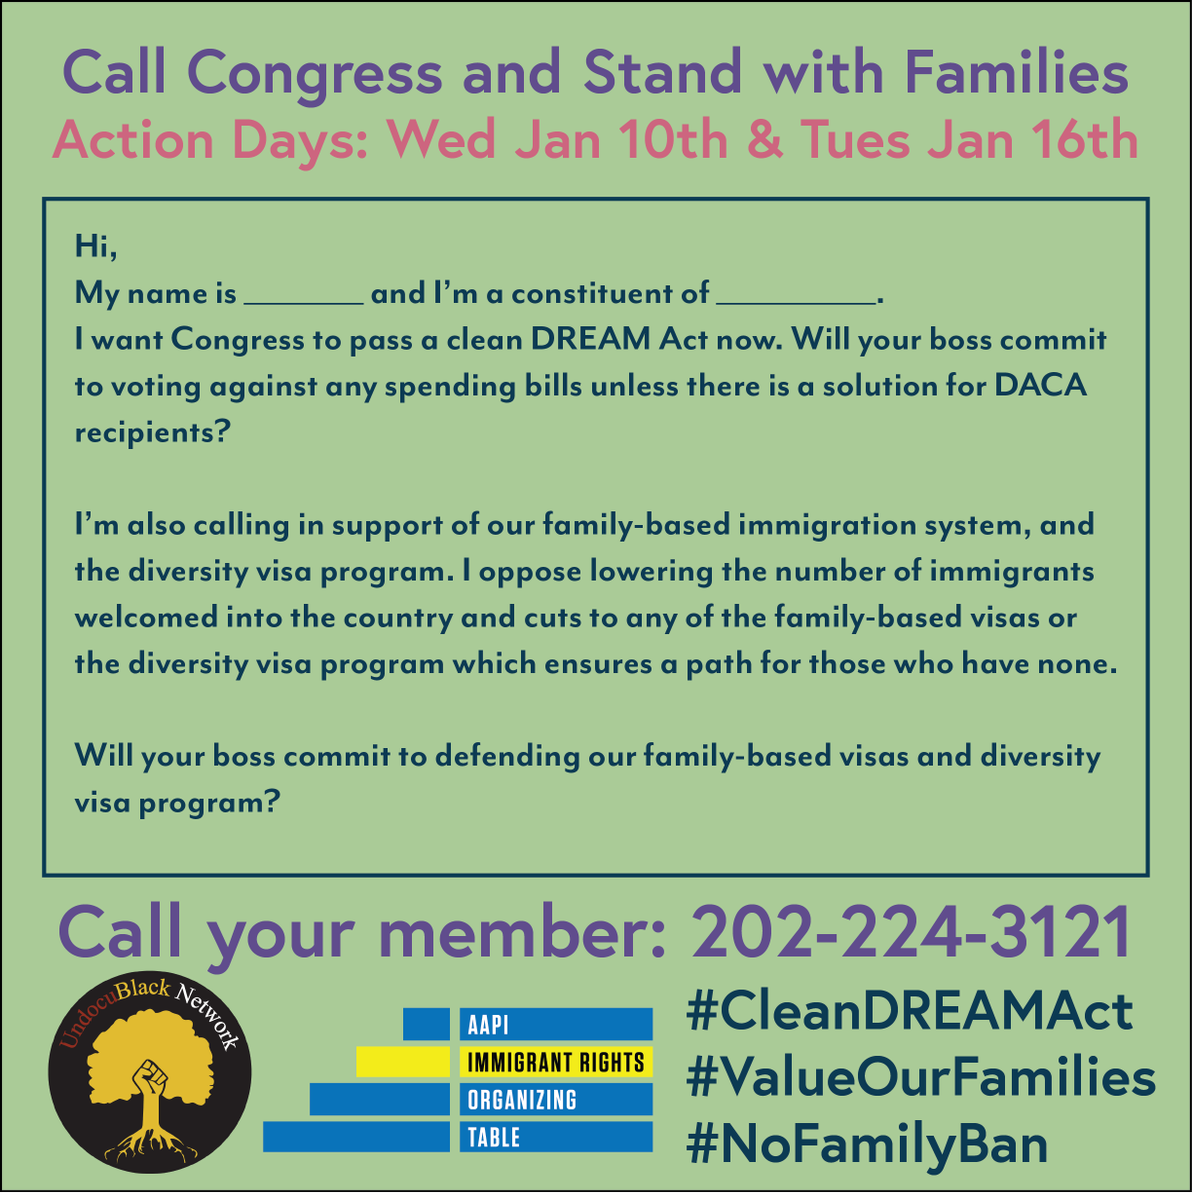 Call Congress and Stand with Families
Action Days: Wed Jan 10th & Tues Jan 16th
Hi,
My name is ________ and I'm a constituent of ___________.
I want Congress to pass a clean DREAM Act now. Will your boss commit
to voting against any spending bills unless there is a solution for DACA
recipients?
I'm also calling in support of our family-based immigration system, and
the diversity visa program. I oppose lowering the number of immigrants
welcomed into the country and cuts to any of the family-based visas or
the diversity visa program which ensures a path for those who have none.
Will your boss commit to defending our family-based visas and diversity
visa program?
Call your member: 202-224-3121
UndocuBlack Network
AAPI
IMMIGRANT RIGHTS
ORGANIZING
TABLE
#CleanDREAMAct
#ValueOurFamilies
#NoFamilyBan